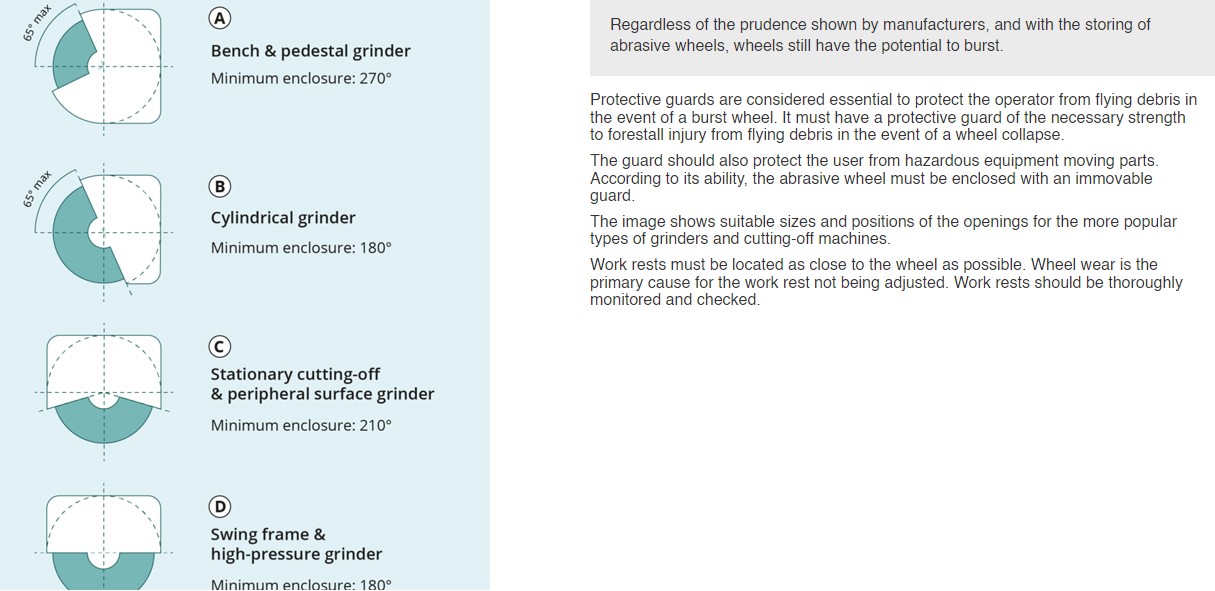 65° max
A
Bench & pedestal grinder
Minimum enclosure: 270°
65° max
B
Cylindrical grinder
Minimum enclosure: 180°
C
Stationary cutting-off
& peripheral surface grinder
Minimum enclosure: 210°
D
Swing frame &
high-pressure grinder
Minimum enclosure: 180°
Regardless of the prudence shown by manufacturers, and with the storing of
abrasive wheels, wheels still have the potential to burst.
Protective guards are considered essential to protect the operator from flying debris in
the event of a burst wheel. It must have a protective guard of the necessary strength
to forestall injury from flying debris in the event of a wheel collapse.
The guard should also protect the user from hazardous equipment moving parts.
According to its ability, the abrasive wheel must be enclosed with an immovable
guard.
The image shows suitable sizes and positions of the openings for the more popular
types of grinders and cutting-off machines.
Work rests must be located as close to the wheel as possible. Wheel wear is the
primary cause for the work rest not being adjusted. Work rests should be thoroughly
monitored and checked.